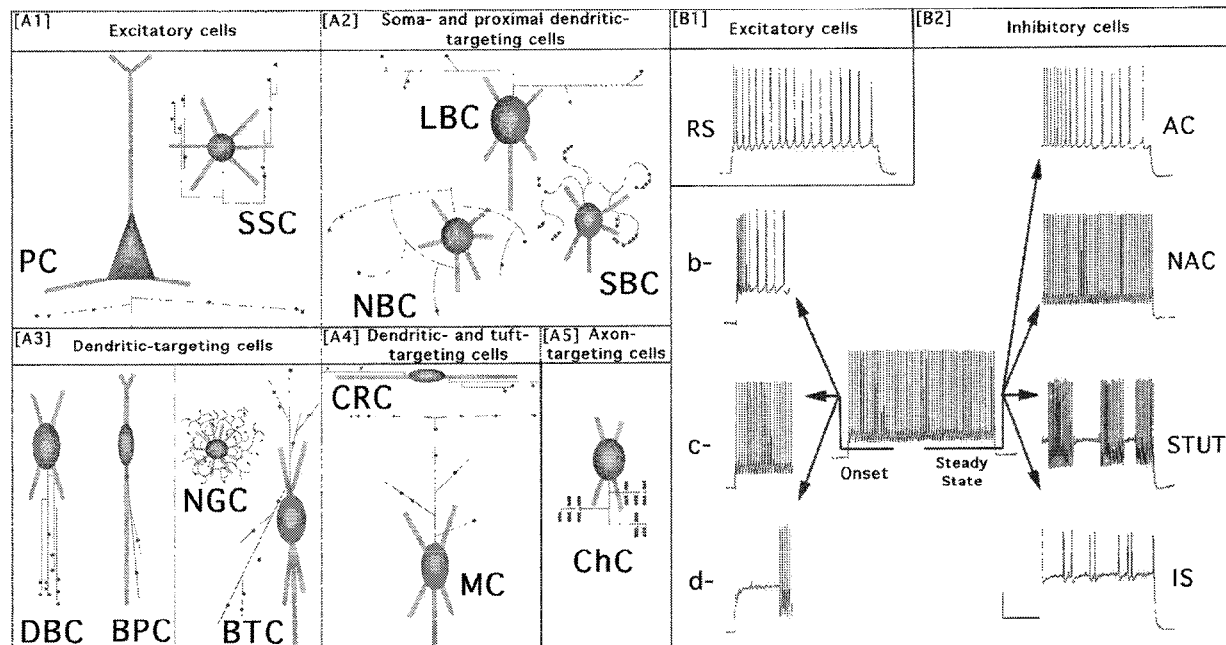 [A1] Excitatory cells
PC
SSC
[A2] Soma- and proximal dendritic-
targeting cells
LBC
NBC
SBC
[A3] Dendritic-targeting cells
DBC
BPC
NGC
BTC
[A4] Dendritic- and tuft-
targeting cells
CRC
MC
[A5] Axon-
targeting cells
ChC
[B1] Excitatory cells
RS
b-
c-
d-
Onset
Steady
State
[B2] Inhibitory cells
AC
NAC
STUT
IS